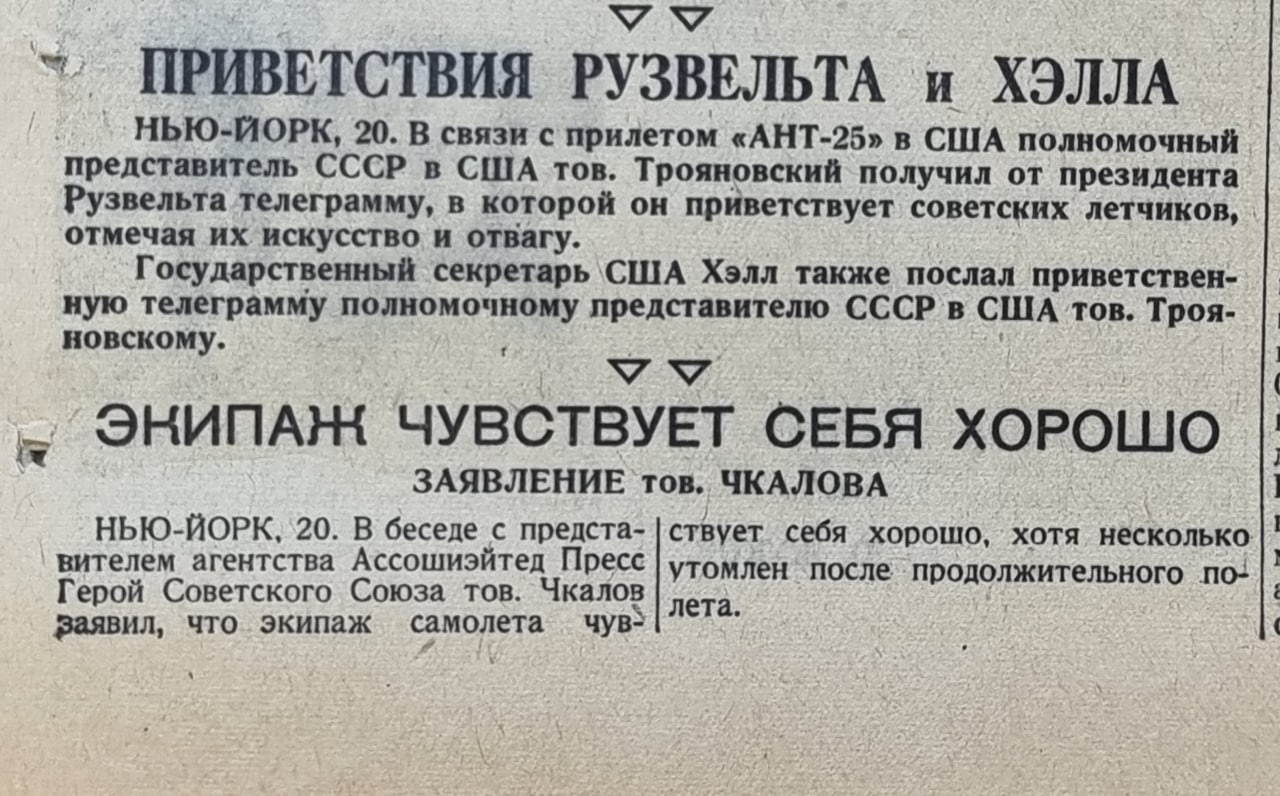 ПРИВЕТСТВИЯ РУЗВЕЛЬТА и ХЭЛЛА
НЬЮ-ЙОРК, 20. В связи с прилетом «АНТ-25» в США полномочный
представитель СССР в США тов. Трояновский получил от президента
Рузвельта телеграмму, в которой он приветствует советских летчиков,
отмечая их искусство и отвагу.
Государственный секретарь США Хэлл также послал приветствен-
ную телеграмму полномочному представителю СССР в США тов. Троя-
новскому.
ЭКИПАЖ ЧУВСТВУЕТ СЕБЯ ХОРОШО
ЗАЯВЛЕНИЕ тов. ЧКАЛОВА
НЬЮ-ЙОРК, 20. В беседе с предста-
вителем агентства Ассошиэйтед Пресс
Герой Советского Союза тов. Чкалов
заявил, что экипаж самолета чув-
ствует себя хорошо, хотя несколько
утомлен после продолжительного по-
лета.